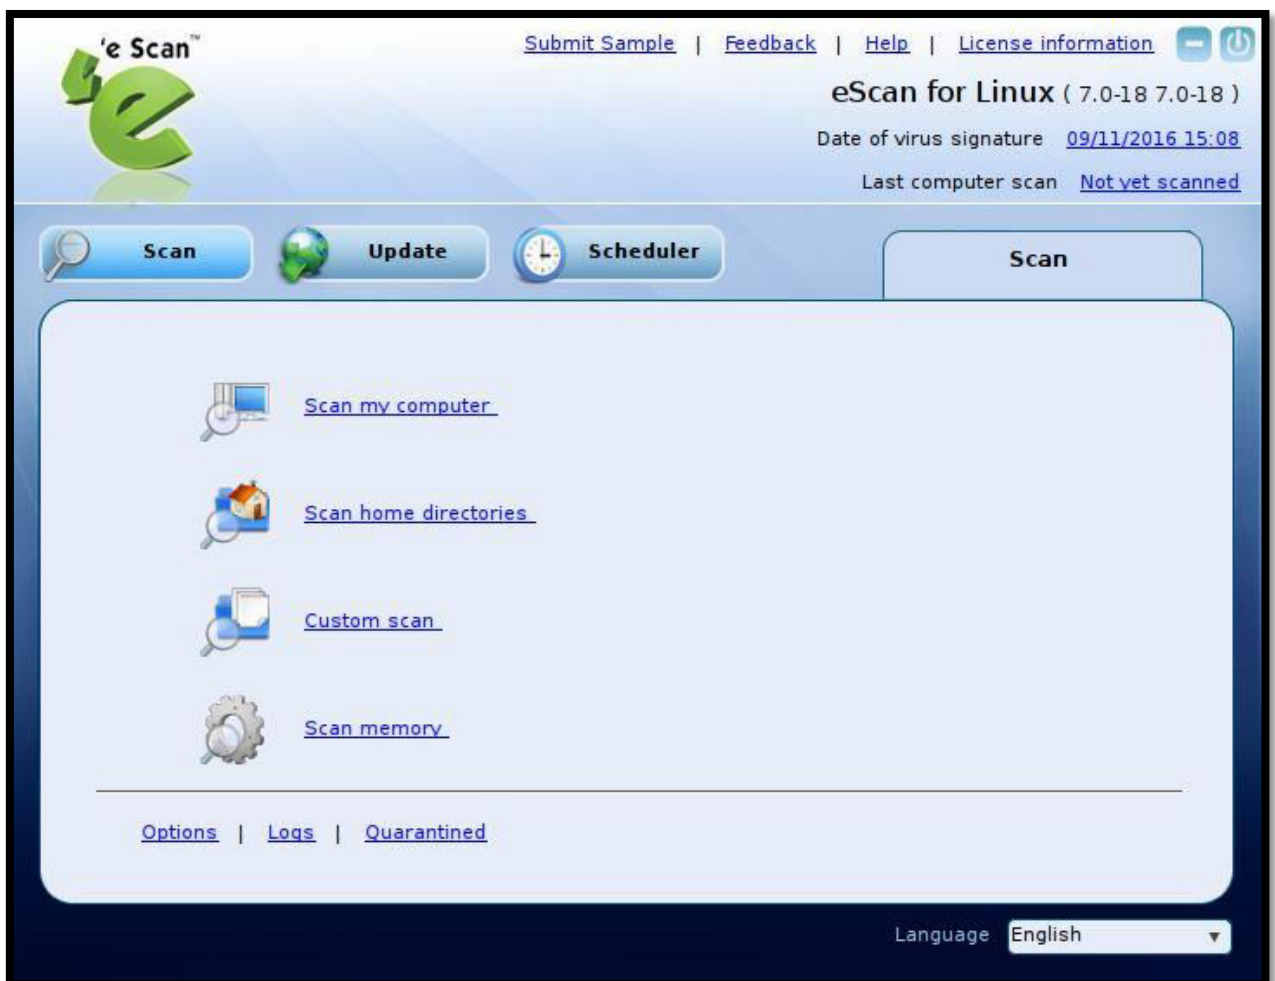 'e Scan™
Submit Sample | Feedback | Help | License information
eScan for Linux ( 7.0-18 7.0-18 )
Date of virus signature 09/11/2016 15:08
Last computer scan Not yet scanned
Scan Update Scheduler Scan
Scan my computer
Scan home directories
Custom scan
Scan memory
Options | Logs | Quarantined
Language English